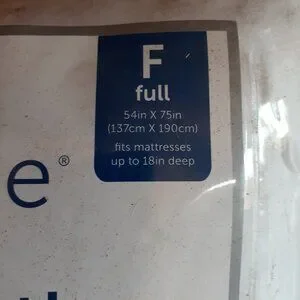 F
full
54in X 75in
(137cm X 190cm)
fits mattresses
up to 18in deep
e®